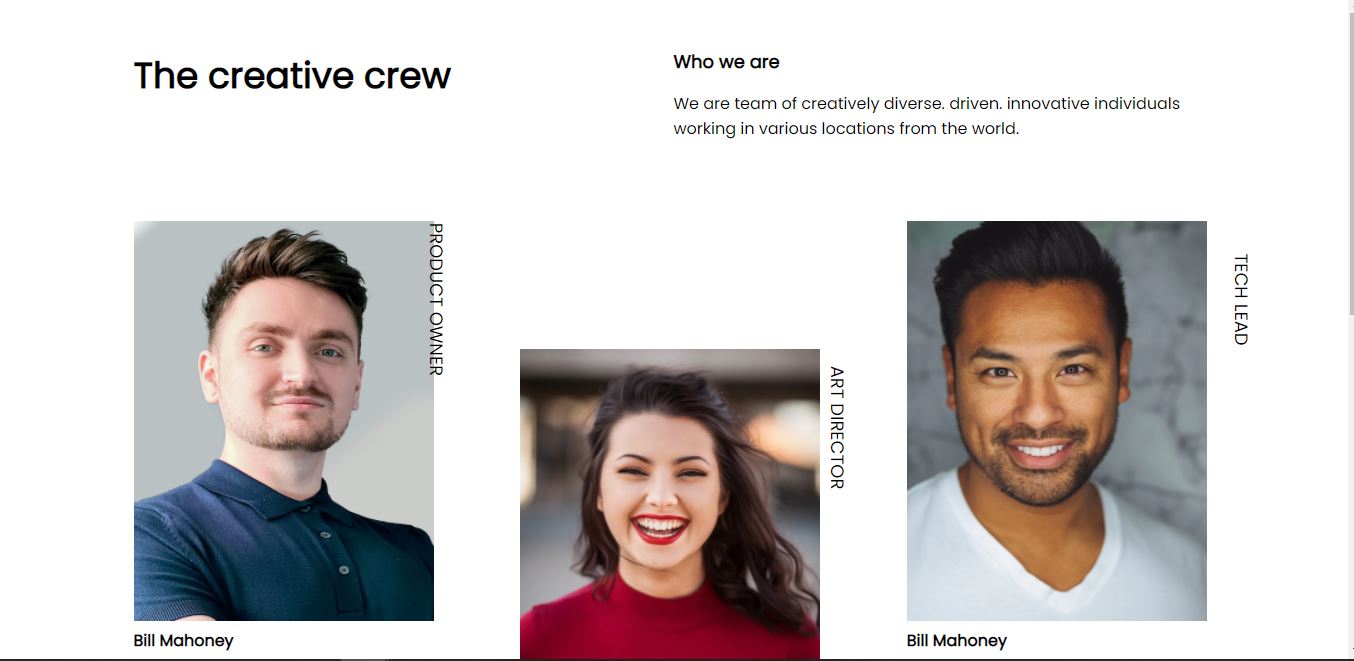 The creative crew
Who we are
We are team of creatively diverse. driven. innovative individuals
working in various locations from the world.
PRODUCT OWNER
Bill Mahoney
ART DIRECTOR
TECH LEAD
Bill Mahoney